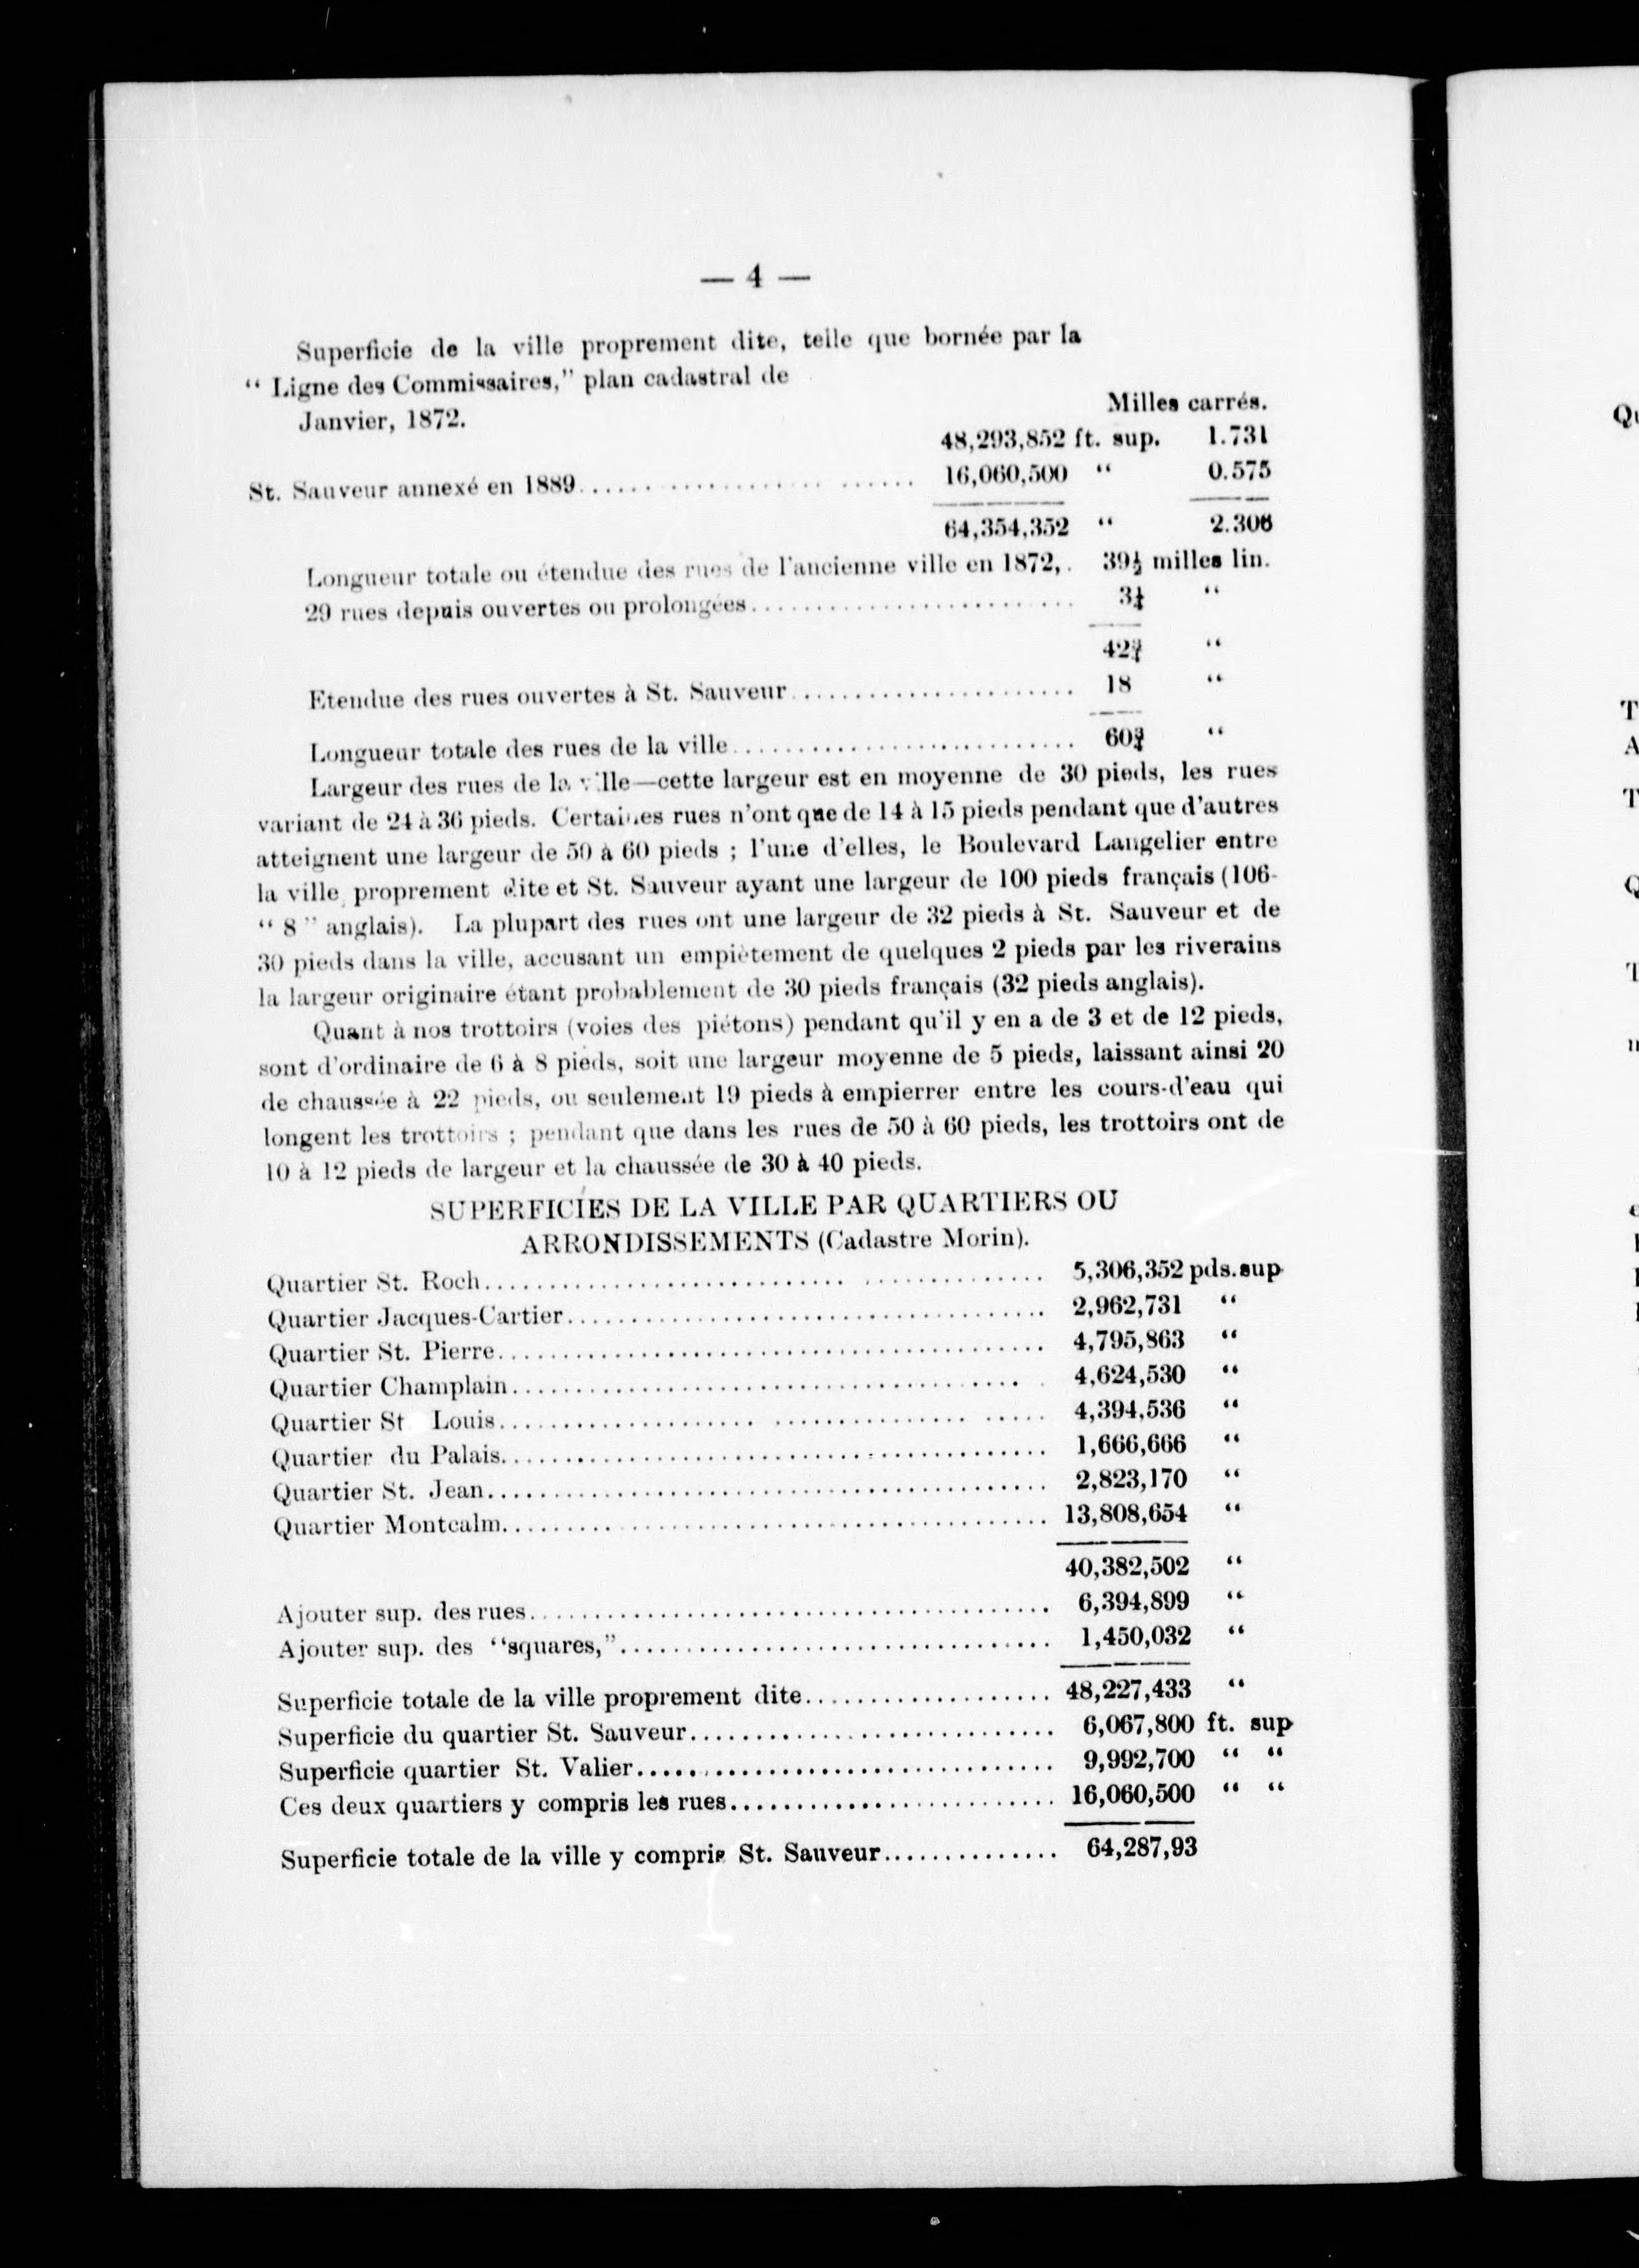 — 4 —
Superficie de la ville proprement dite, telle que bornée par la
“ Ligne des Commissaires,” plan cadastral de
Janvier, 1872.
Milles carrés.
48,293,852 ft. sup. 1.731
St. Sauveur annexé en 1889.................... 16,060,500 “ 0.575
64,354,352 “ 2.306
Longueur totale ou étendue des rues de l'ancienne ville en 1872,. 39½ milles lin.
29 rues depuis ouvertes ou prolongées......................... 3¼ “
42¾ “
Etendue des rues ouvertes à St. Sauveur...................... 18 “
Longueur totale des rues de la ville........................... 60¾ “
Largeur des rues de la ville—cette largeur est en moyenne de 30 pieds, les rues
variant de 24 à 36 pieds. Certaines rues n'ont que de 14 à 15 pieds pendant que d'autres
atteignent une largeur de 50 à 60 pieds ; l'une d'elles, le Boulevard Langelier entre
la ville proprement dite et St. Sauveur ayant une largeur de 100 pieds français (106-
“ 8 ” anglais). La plupart des rues ont une largeur de 32 pieds à St. Sauveur et de
30 pieds dans la ville, accusant un empiètement de quelques 2 pieds par les riverains
la largeur originaire étant probablement de 30 pieds français (32 pieds anglais).
Quant à nos trottoirs (voies des piétons) pendant qu'il y en a de 3 et de 12 pieds,
sont d'ordinaire de 6 à 8 pieds, soit une largeur moyenne de 5 pieds, laissant ainsi 20
de chaussée à 22 pieds, ou seulement 19 pieds à empierrer entre les cours-d'eau qui
longent les trottoirs ; pendant que dans les rues de 50 à 60 pieds, les trottoirs ont de
10 à 12 pieds de largeur et la chaussée de 30 à 40 pieds.
SUPERFICIES DE LA VILLE PAR QUARTIERS OU
ARRONDISSEMENTS (Cadastre Morin).
Quartier St. Roch.......................................... 5,306,352 pds. sup
Quartier Jacques-Cartier..................................... 2,962,731 “
Quartier St. Pierre.......................................... 4,795,863 “
Quartier Champlain........................................ 4,624,530 “
Quartier St Louis.......................................... 4,394,536 “
Quartier du Palais.......................................... 1,666,666 “
Quartier St. Jean........................................... 2,823,170 “
Quartier Montcalm.......................................... 13,808,654 “
40,382,502 “
Ajouter sup. des rues........................................ 6,394,899 “
Ajouter sup. des “squares,”................................. 1,450,032 “
Superficie totale de la ville proprement dite................... 48,227,433 “
Superficie du quartier St. Sauveur............................ 6,067,800 ft. sup
Superficie quartier St. Valier................................ 9,992,700 “ “
Ces deux quartiers y compris les rues......................... 16,060,500 “ “
Superficie totale de la ville y compris St. Sauveur.............. 64,287,93